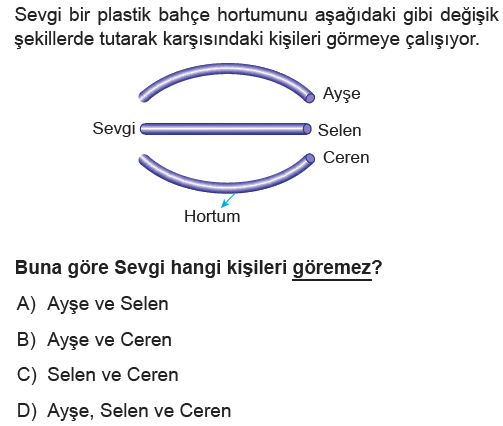 Sevgi bir plastik bahçe hortumunu aşağıdaki gibi değişik
şekillerde tutarak karşısındaki kişileri görmeye çalışıyor.
Ayşe
Sevgi
Selen
Ceren
Hortum
Buna göre Sevgi hangi kişileri göremez?
A) Ayşe ve Selen
B) Ayşe ve Ceren
C) Selen ve Ceren
D) Ayşe, Selen ve Ceren